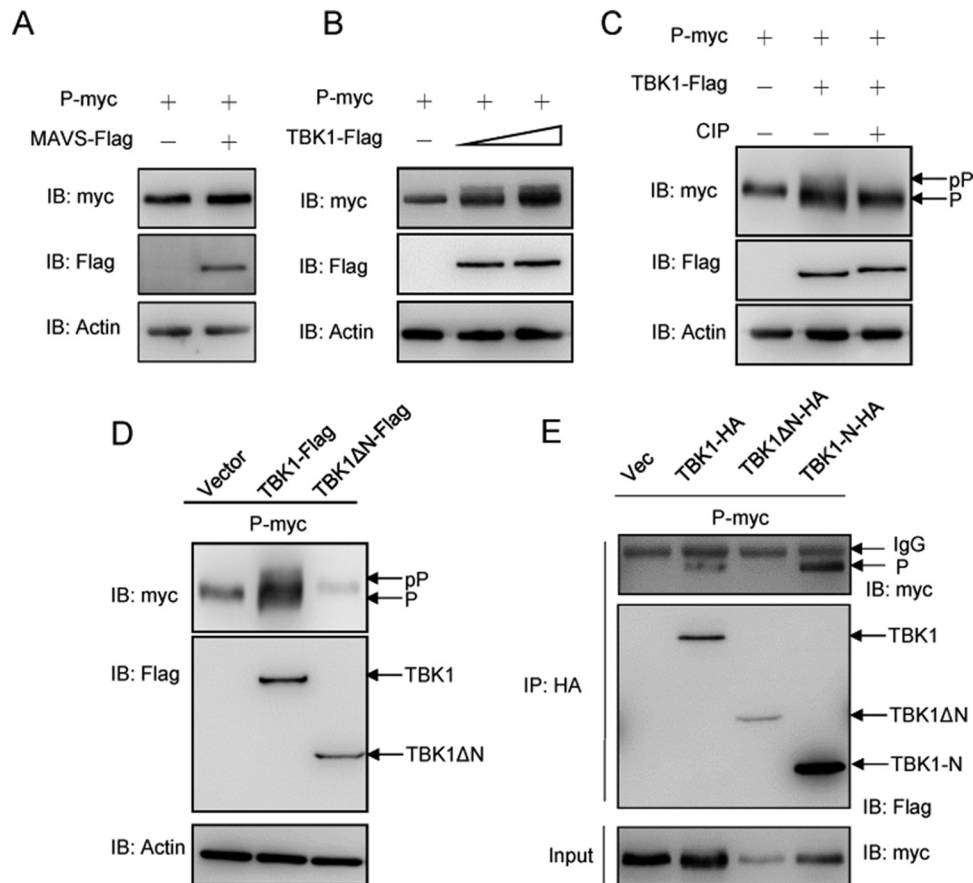 A
P-myc + +
MAVS-Flag − +
IB: myc
IB: Flag
IB: Actin
B
P-myc + + +
TBK1-Flag −
IB: myc
IB: Flag
IB: Actin
C
P-myc + + +
TBK1-Flag − + +
CIP − − +
IB: myc
pP
P
IB: Flag
IB: Actin
D
Vector
TBK1-Flag
TBK1ΔN-Flag
P-myc
IB: myc
pP
P
IB: Flag
TBK1
TBK1ΔN
IB: Actin
E
Vec
TBK1-HA
TBK1ΔN-HA
TBK1-N-HA
P-myc
IgG
P
IB: myc
IP: HA
TBK1
TBK1ΔN
TBK1-N
IB: Flag
Input
IB: myc